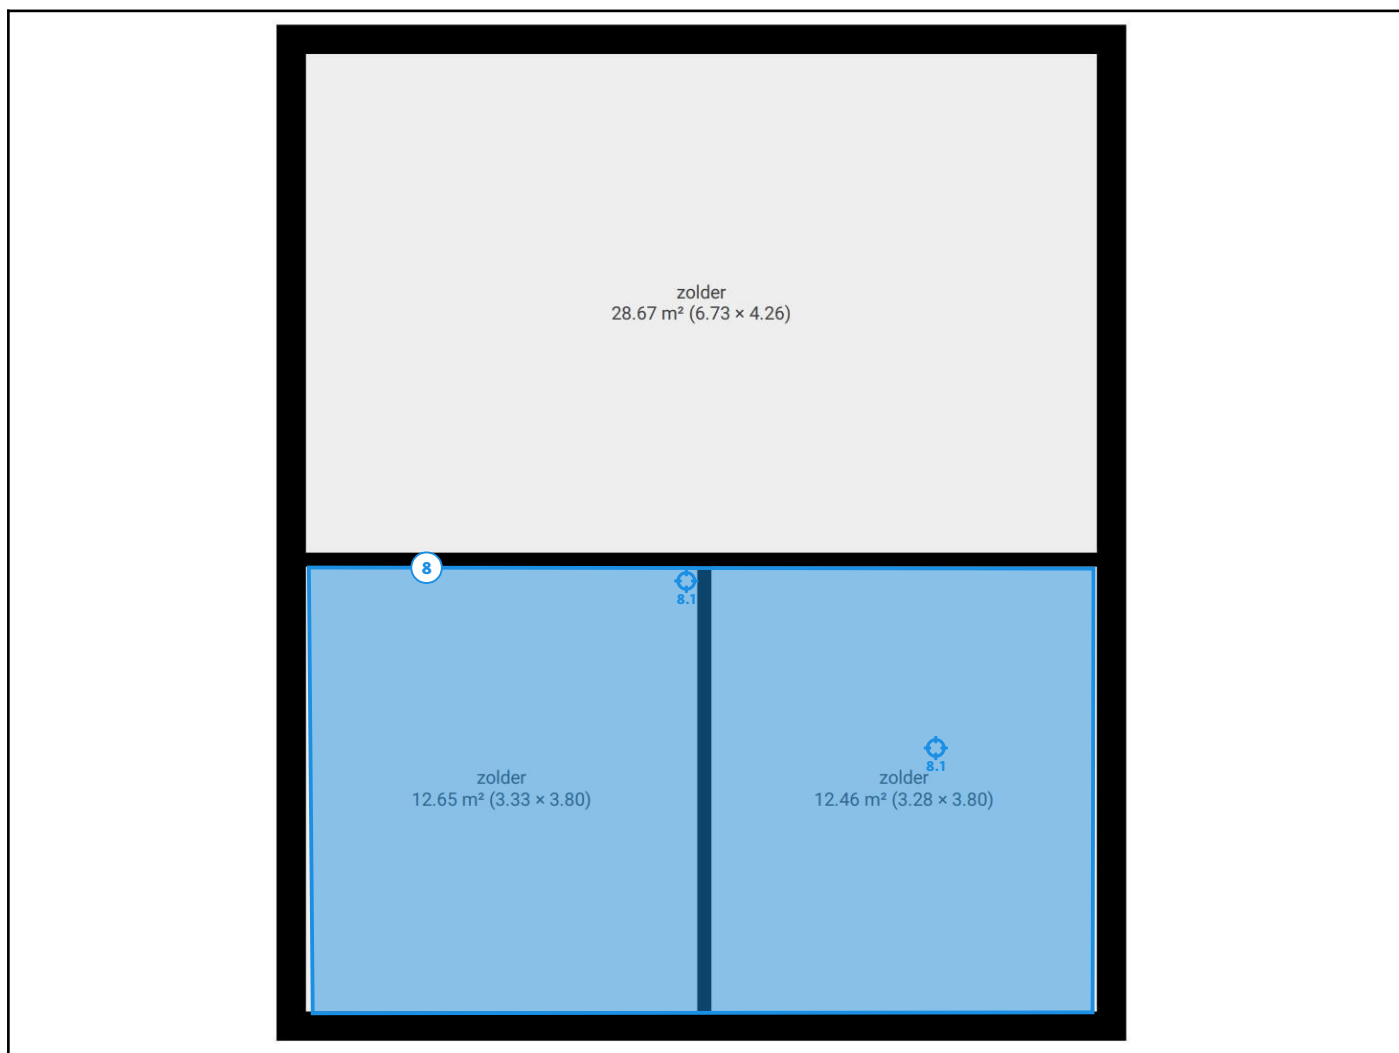 zolder
28.67 m² (6.73 × 4.26)
8
8.1
8.1
zolder
12.65 m² (3.33 × 3.80)
zolder
12.46 m² (3.28 × 3.80)